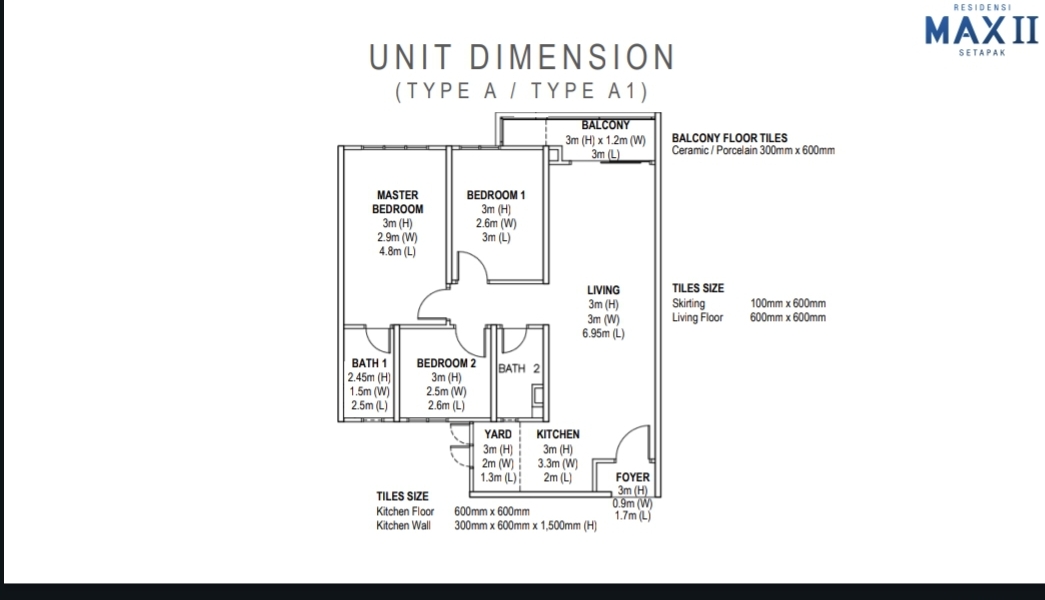 RESIDENSI
MAX II
SETAPAK
UNIT DIMENSION
(TYPE A / TYPE A1)
BALCONY
3m (H) x 1.2m (W)
3m (L)
BALCONY FLOOR TILES
Ceramic / Porcelain 300mm x 600mm
MASTER
BEDROOM
3m (H)
2.9m (W)
4.8m (L)
BEDROOM 1
3m (H)
2.6m (W)
3m (L)
LIVING
3m (H)
3m (W)
6.95m (L)
TILES SIZE
Skirting 100mm x 600mm
Living Floor 600mm x 600mm
BATH 1
2.45m (H)
1.5m (W)
2.5m (L)
BEDROOM 2
3m (H)
2.5m (W)
2.6m (L)
BATH 2
YARD
3m (H)
2m (W)
1.3m (L)
KITCHEN
3m (H)
3.3m (W)
2m (L)
FOYER
3m (H)
0.9m (W)
1.7m (L)
TILES SIZE
Kitchen Floor 600mm x 600mm
Kitchen Wall 300mm x 600mm x 1,500mm (H)